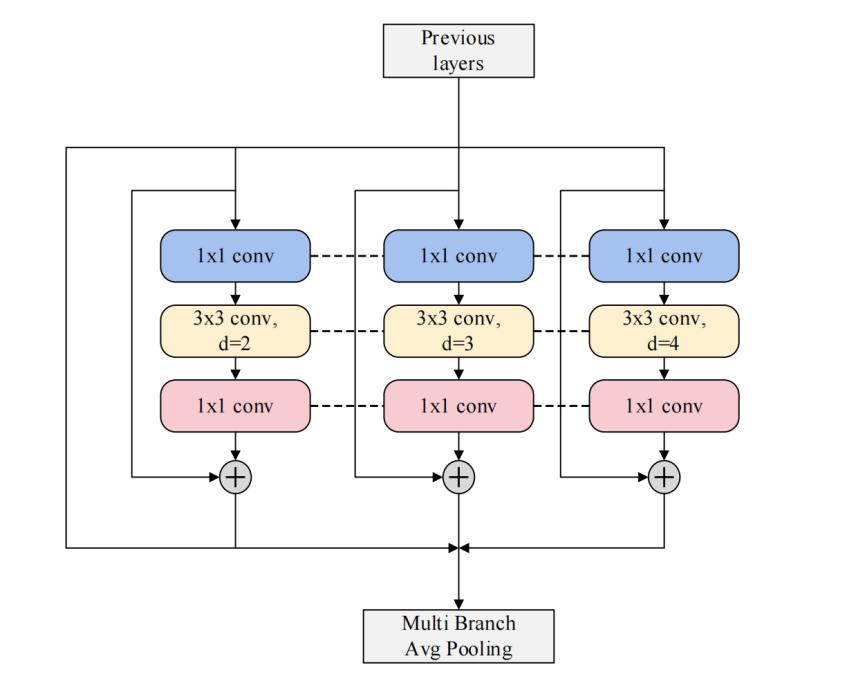 Previous
layers
1x1 conv
1x1 conv
1x1 conv
3x3 conv,
d=2
3x3 conv,
d=3
3x3 conv,
d=4
1x1 conv
1x1 conv
1x1 conv
+
+
+
Multi Branch
Avg Pooling